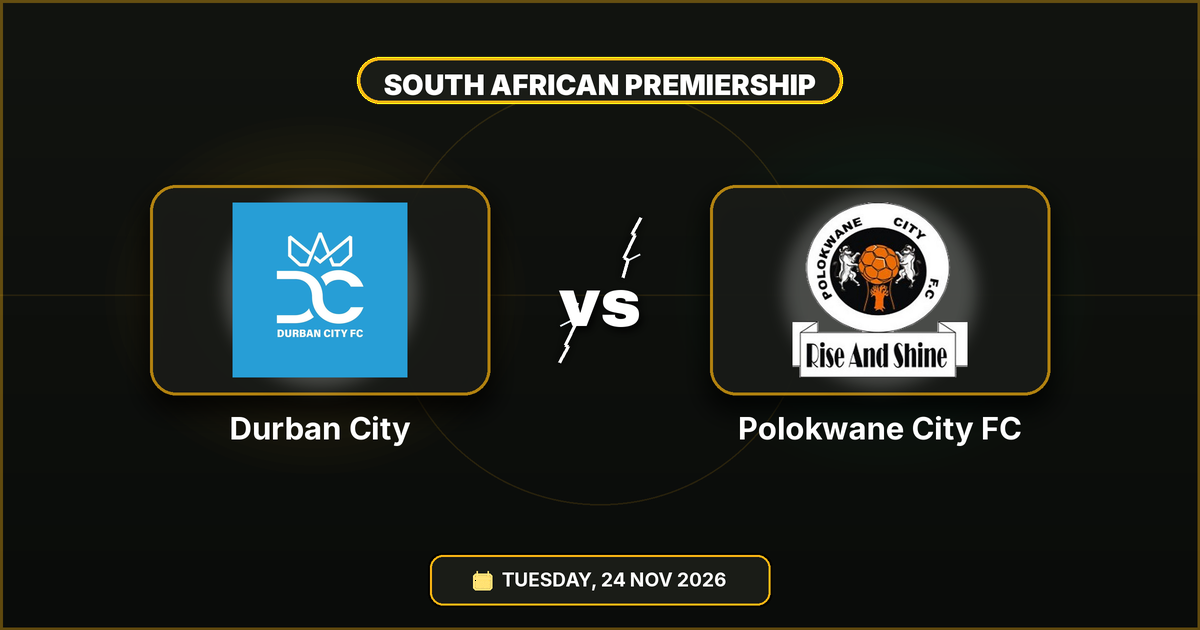 SOUTH AFRICAN PREMIERSHIP
DC
DURBAN CITY FC
vs
POLOKWANE CITY F.C
Rise And Shine
Durban City
Polokwane City FC
TUESDAY, 24 NOV 2026